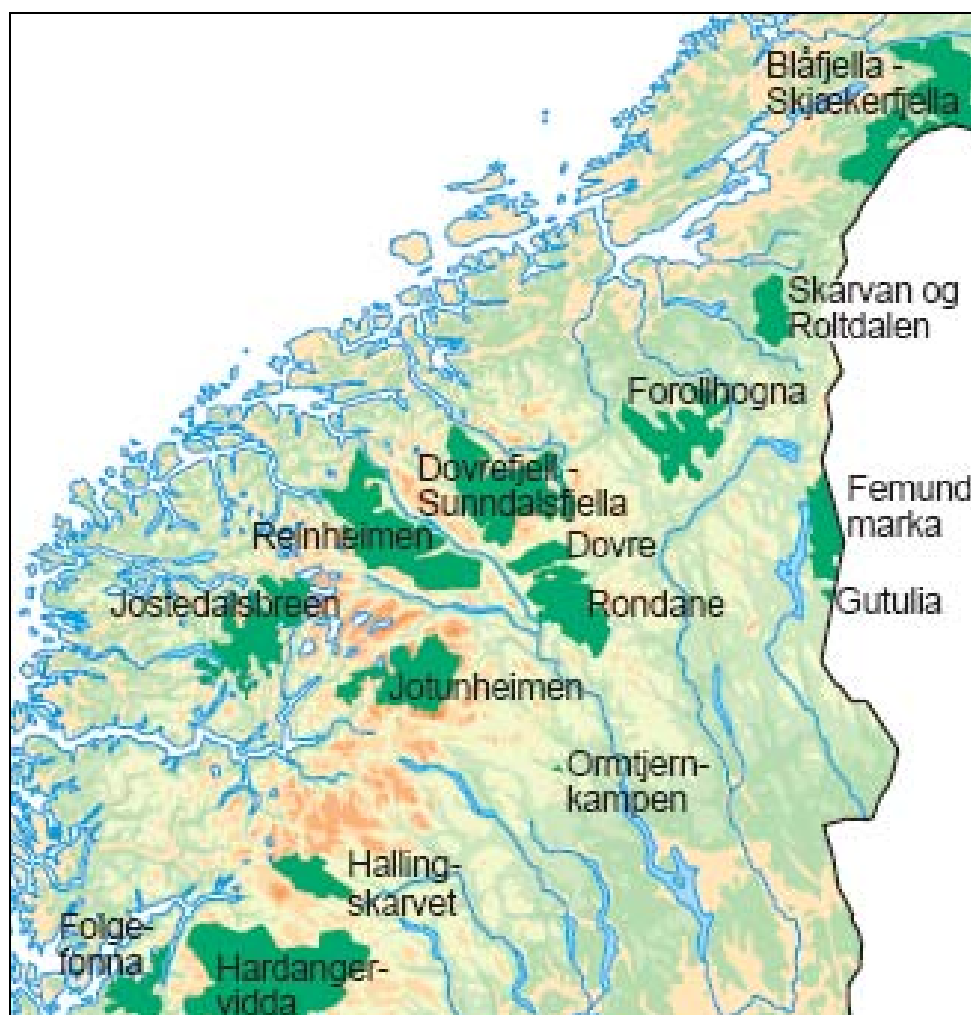 Blåfjella -
Skjækerfjella
Skarvan og
Roltdalen
Forollhogna
Dovrefjell -
Sunndalsfjella
Femund
marka
Reinheimen
Dovre
Jostedalsbreen
Rondane
Gutulia
Jotunheimen
Ormtjern-
kampen
Halling-
skarvet
Folge-
fonna
Hardanger-
vidda